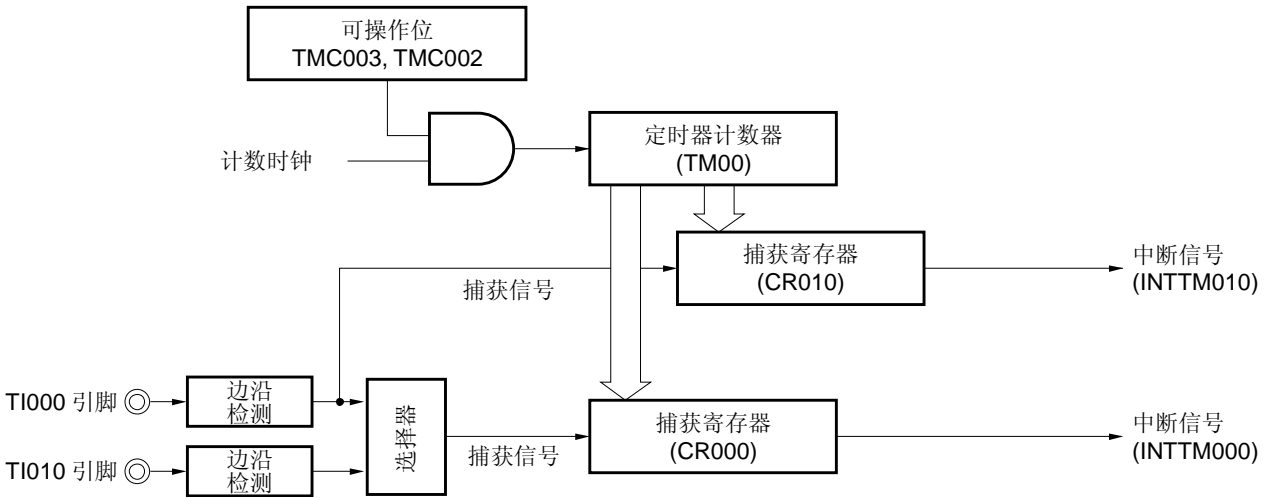 可操作位
TMC003, TMC002
计数时钟
定时器计数器
(TM00)
捕获寄存器
(CR010)
中断信号
(INTTM010)
捕获信号
TI000 引脚
边沿
检测
选择器
捕获信号
捕获寄存器
(CR000)
中断信号
(INTTM000)
TI010 引脚
边沿
检测